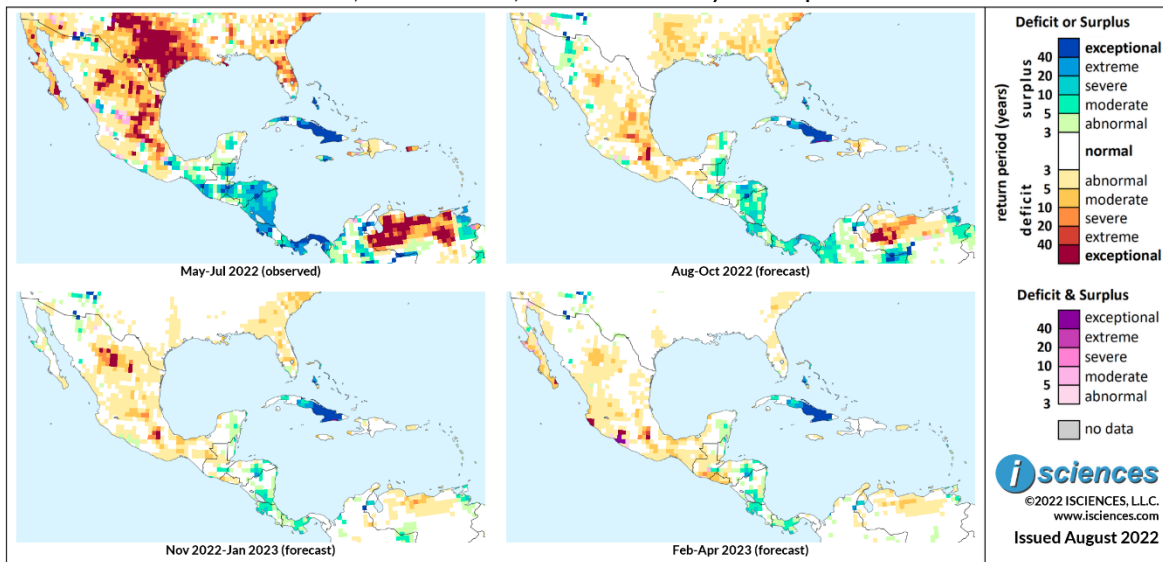 May-Jul 2022 (observed)
Aug-Oct 2022 (forecast)
Nov 2022-Jan 2023 (forecast)
Feb-Apr 2023 (forecast)
Deficit or Surplus
return period (years)
surplus
deficit
exceptional
40
extreme
20
severe
10
moderate
5
abnormal
3
normal
3
abnormal
5
moderate
10
severe
20
extreme
40
exceptional
Deficit & Surplus
exceptional
40
extreme
20
severe
10
moderate
5
abnormal
3
no data
i sciences
©2022 ISCIENCES, L.L.C.
www.isciences.com
Issued August 2022